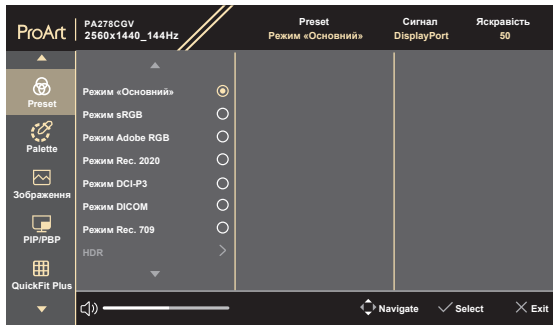 ProArt
PA278CGV
2560x1440_144Hz
Preset
Режим «Основний»
Сигнал
DisplayPort
Яскравість
50
Preset
Palette
Зображення
PIP/PBP
QuickFit Plus
Режим «Основний»
Режим sRGB
Режим Adobe RGB
Режим Rec. 2020
Режим DCI-P3
Режим DICOM
Режим Rec. 709
HDR
Navigate
Select
Exit